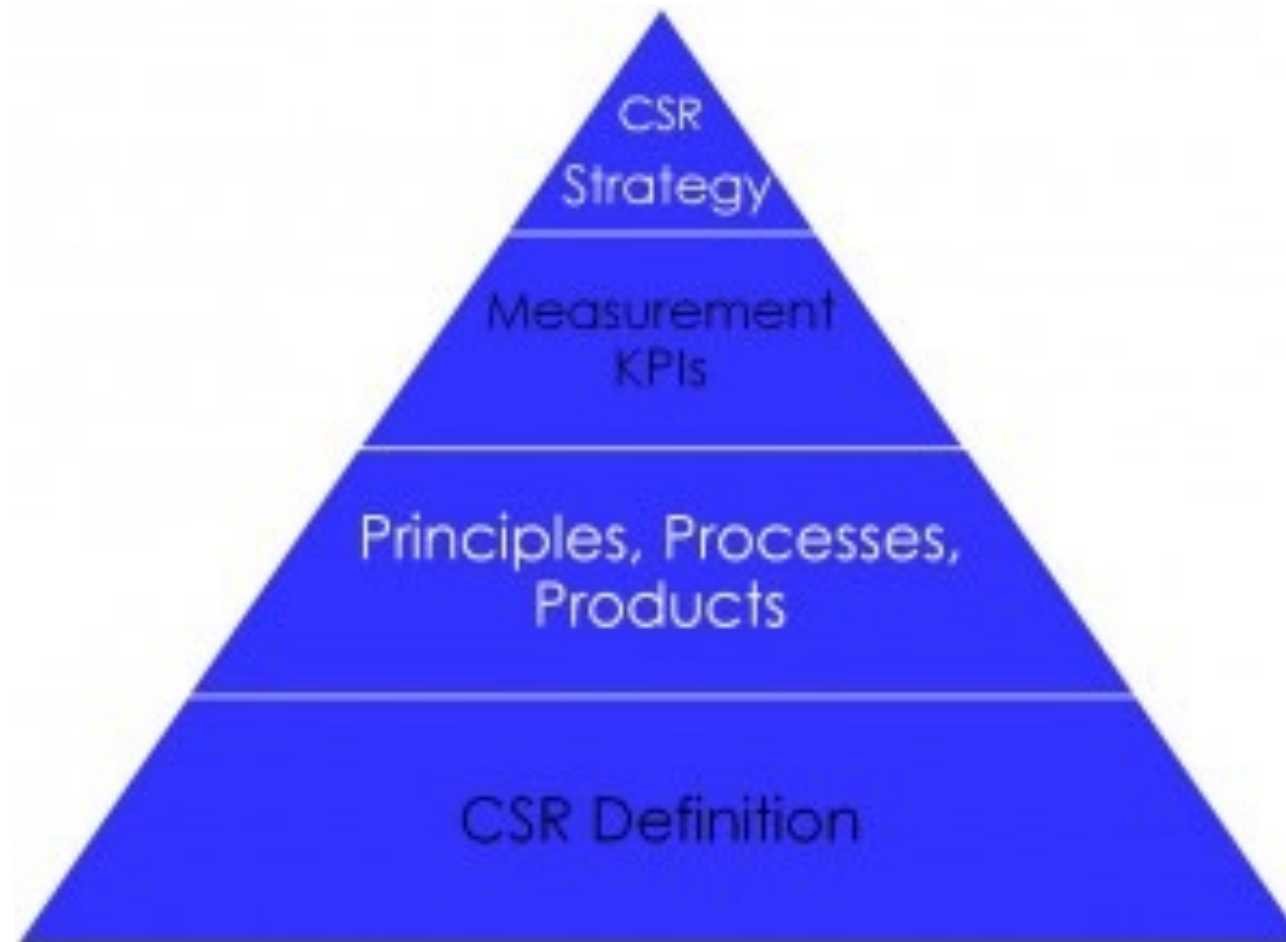 CSR
Strategy
Measurement
KPIs
Principles, Processes,
Products
CSR Definition